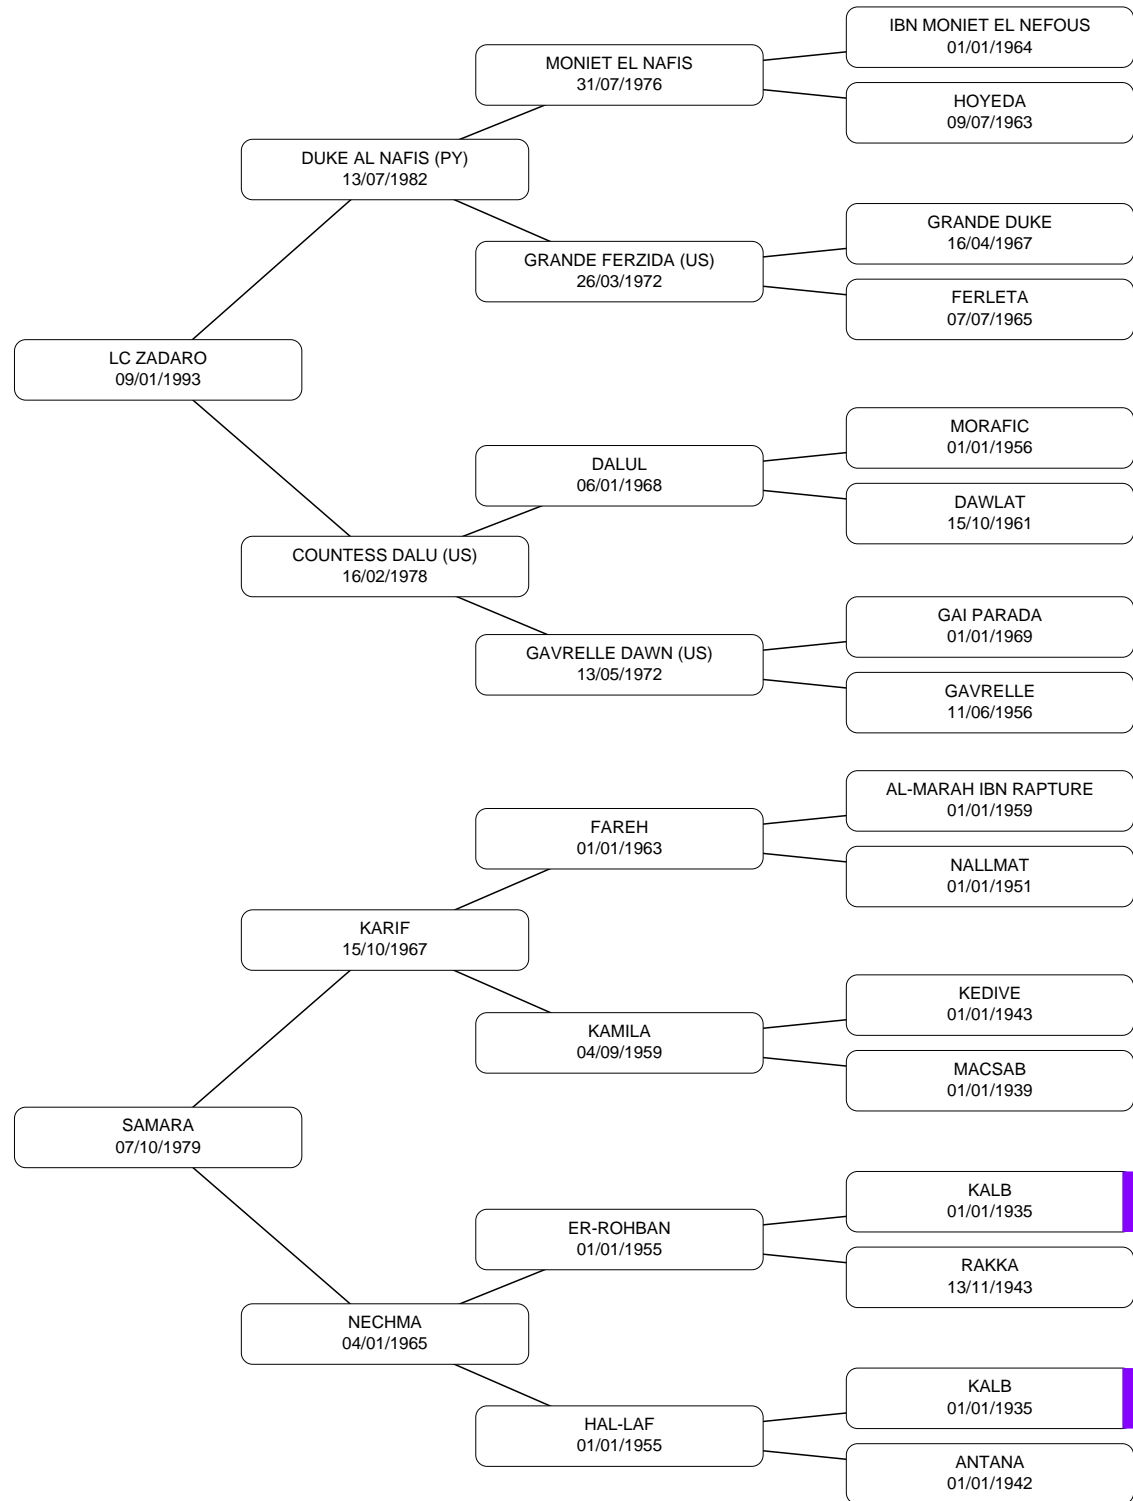 IBN MONIET EL NEFOUS
01/01/1964
MONIET EL NAFIS
31/07/1976
HOYEDA
09/07/1963
DUKE AL NAFIS (PY)
13/07/1982
GRANDE DUKE
16/04/1967
GRANDE FERZIDA (US)
26/03/1972
FERLETA
07/07/1965
LC ZADARO
09/01/1993
MORAFIC
01/01/1956
DALUL
06/01/1968
DAWLAT
15/10/1961
COUNTESS DALU (US)
16/02/1978
GAI PARADA
01/01/1969
GAVRELLE DAWN (US)
13/05/1972
GAVRELLE
11/06/1956
AL-MARAH IBN RAPTURE
01/01/1959
FAREH
01/01/1963
NALLMAT
01/01/1951
KARIF
15/10/1967
KEDIVE
01/01/1943
KAMILA
04/09/1959
MACSAB
01/01/1939
SAMARA
07/10/1979
KALB
01/01/1935
ER-ROHBAN
01/01/1955
RAKKA
13/11/1943
NECHMA
04/01/1965
KALB
01/01/1935
HAL-LAF
01/01/1955
ANTANA
01/01/1942